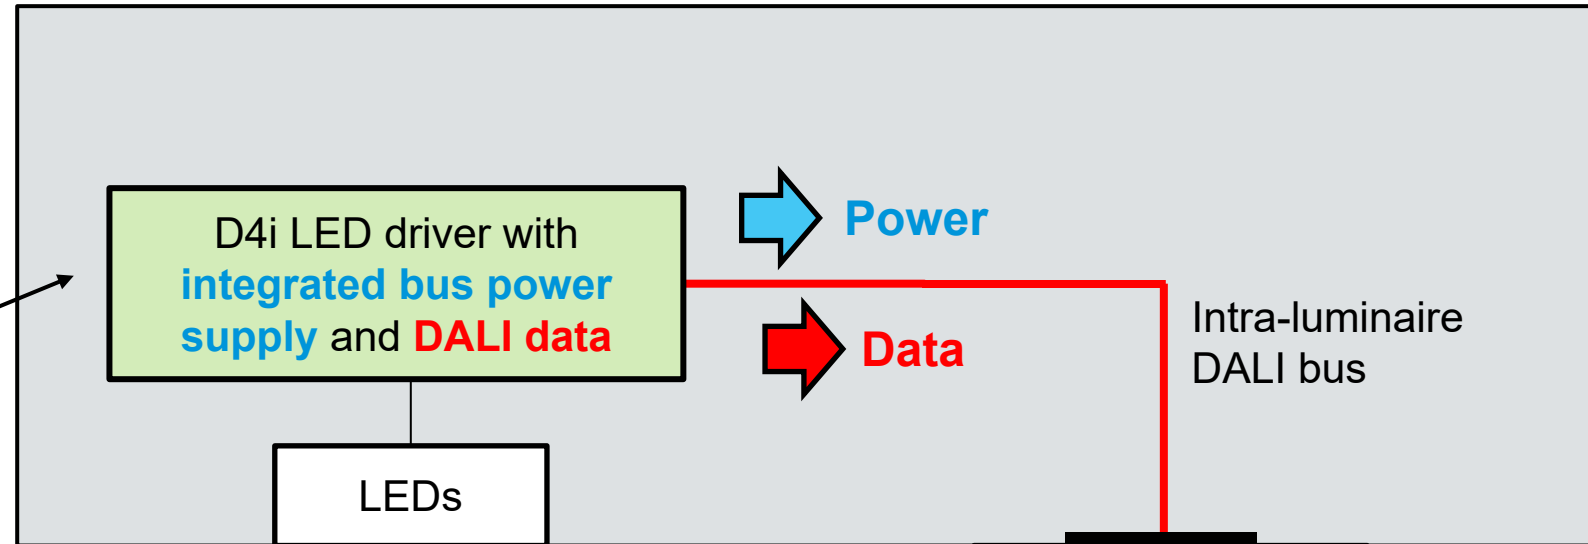 D4i LED driver with
integrated bus power
supply and DALI data
Power
Data
Intra-luminaire
DALI bus
LEDs